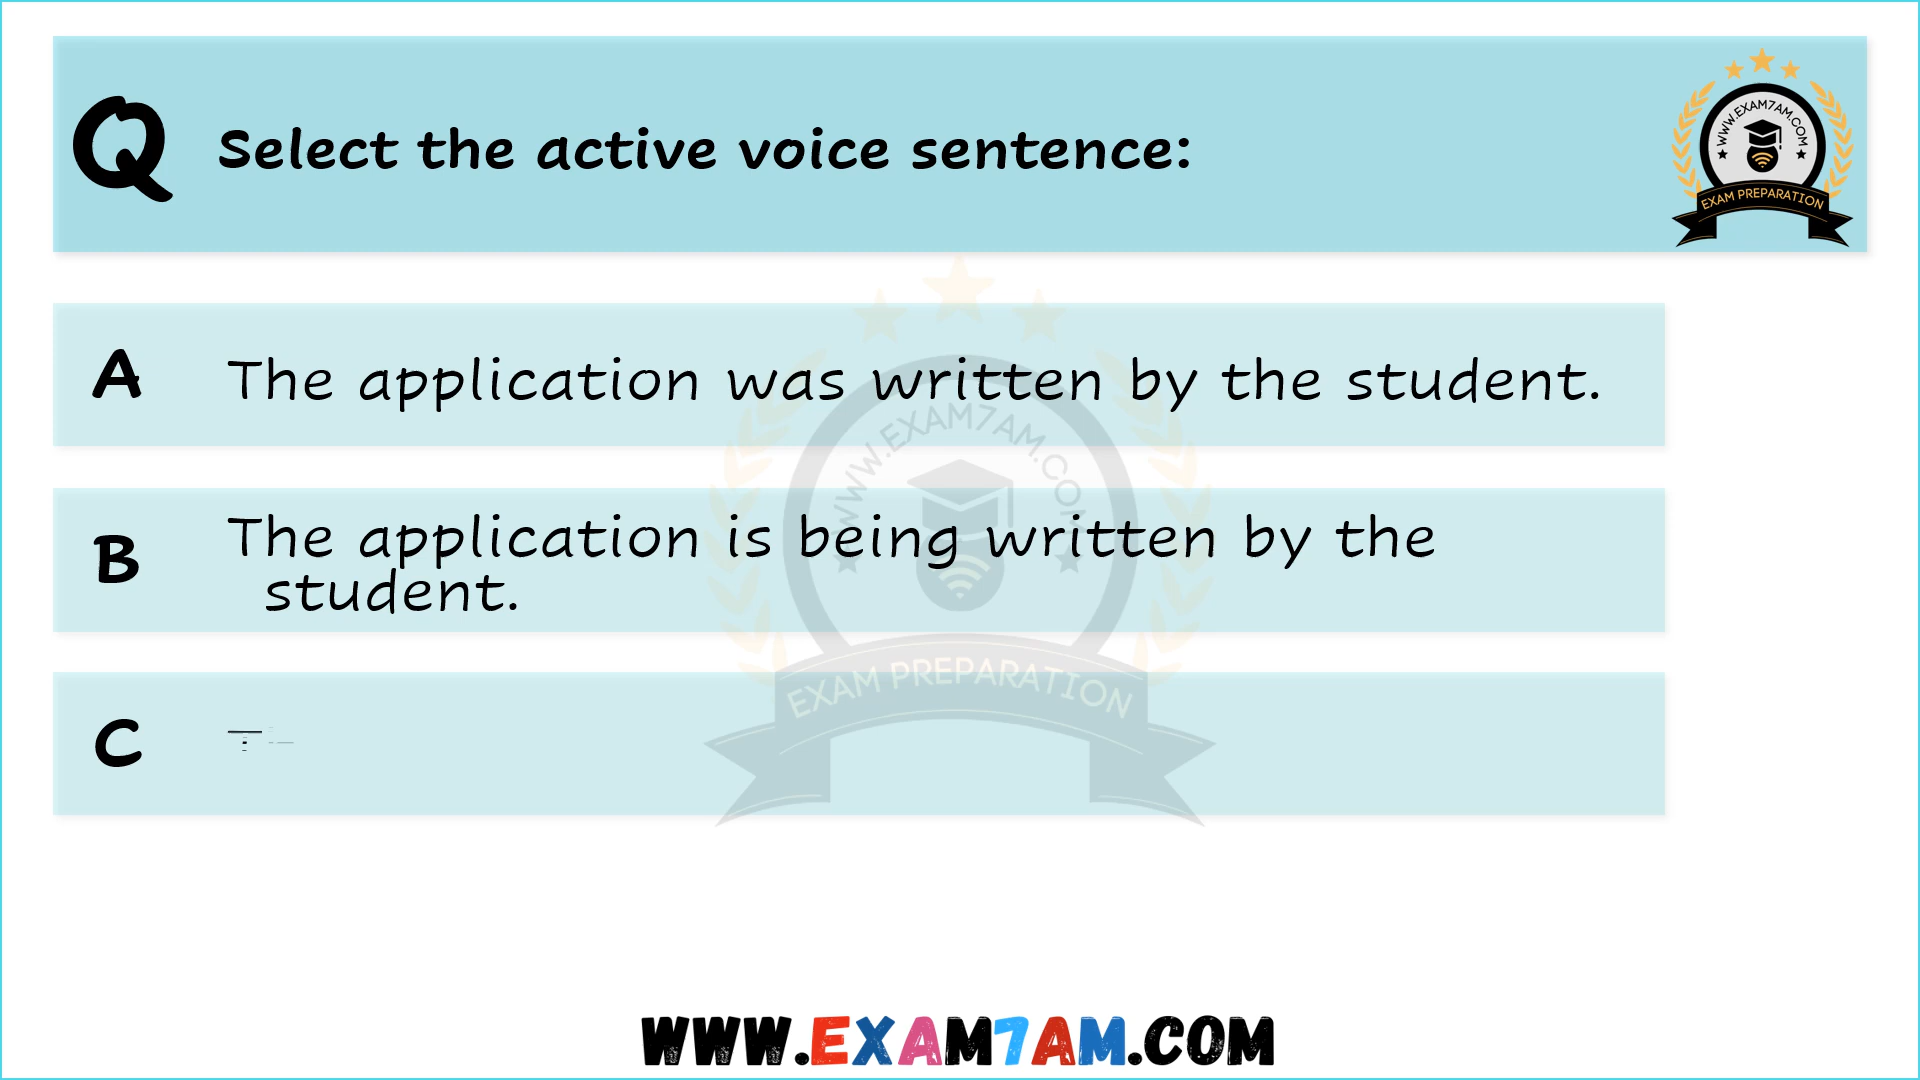 Q Select the active voice sentence:
WWW.EXAM7AM.COM
EXAM PREPARATION
A The application was written by the student.
B The application is being written by the
student.
WWW.EXAM7AM.COM
EXAM PREPARATION
C
WWW.EXAM7AM.COM